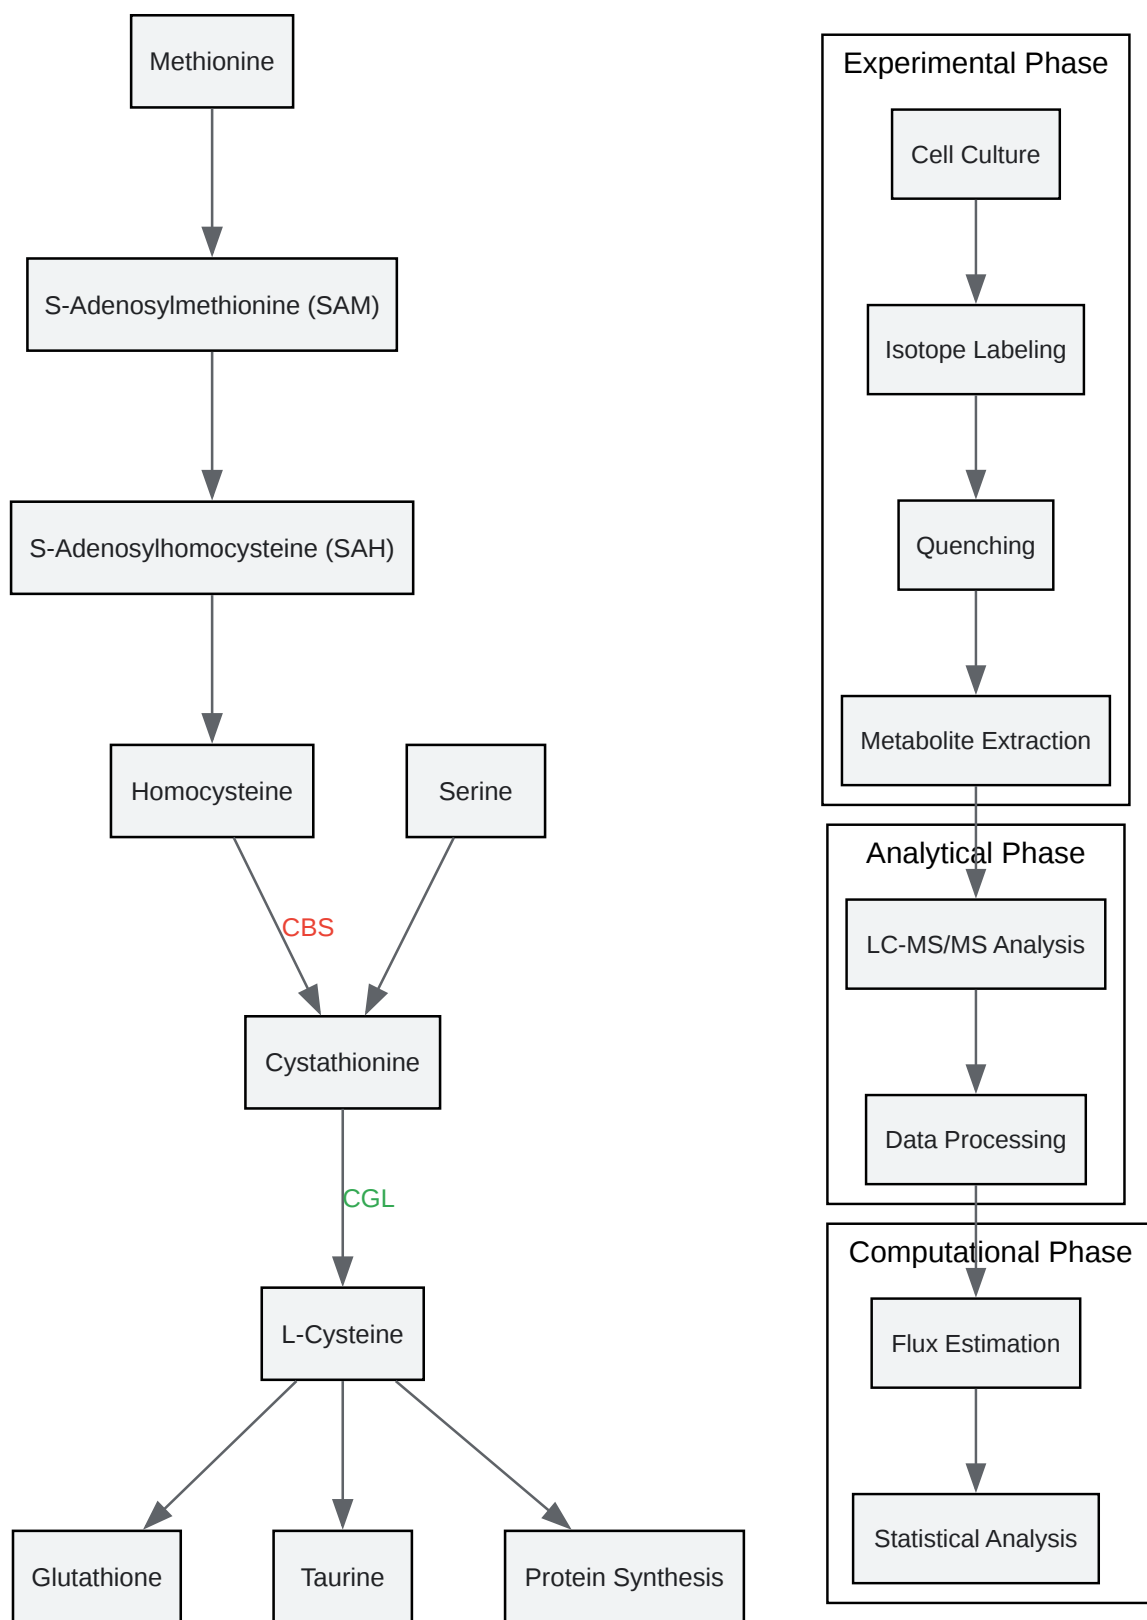 Methionine
S-Adenosylmethionine (SAM)
S-Adenosylhomocysteine (SAH)
Homocysteine
Serine
CBS
Cystathionine
CGL
L-Cysteine
Glutathione
Taurine
Protein Synthesis
Experimental Phase
Cell Culture
Isotope Labeling
Quenching
Metabolite Extraction
Analytical Phase
LC-MS/MS Analysis
Data Processing
Computational Phase
Flux Estimation
Statistical Analysis